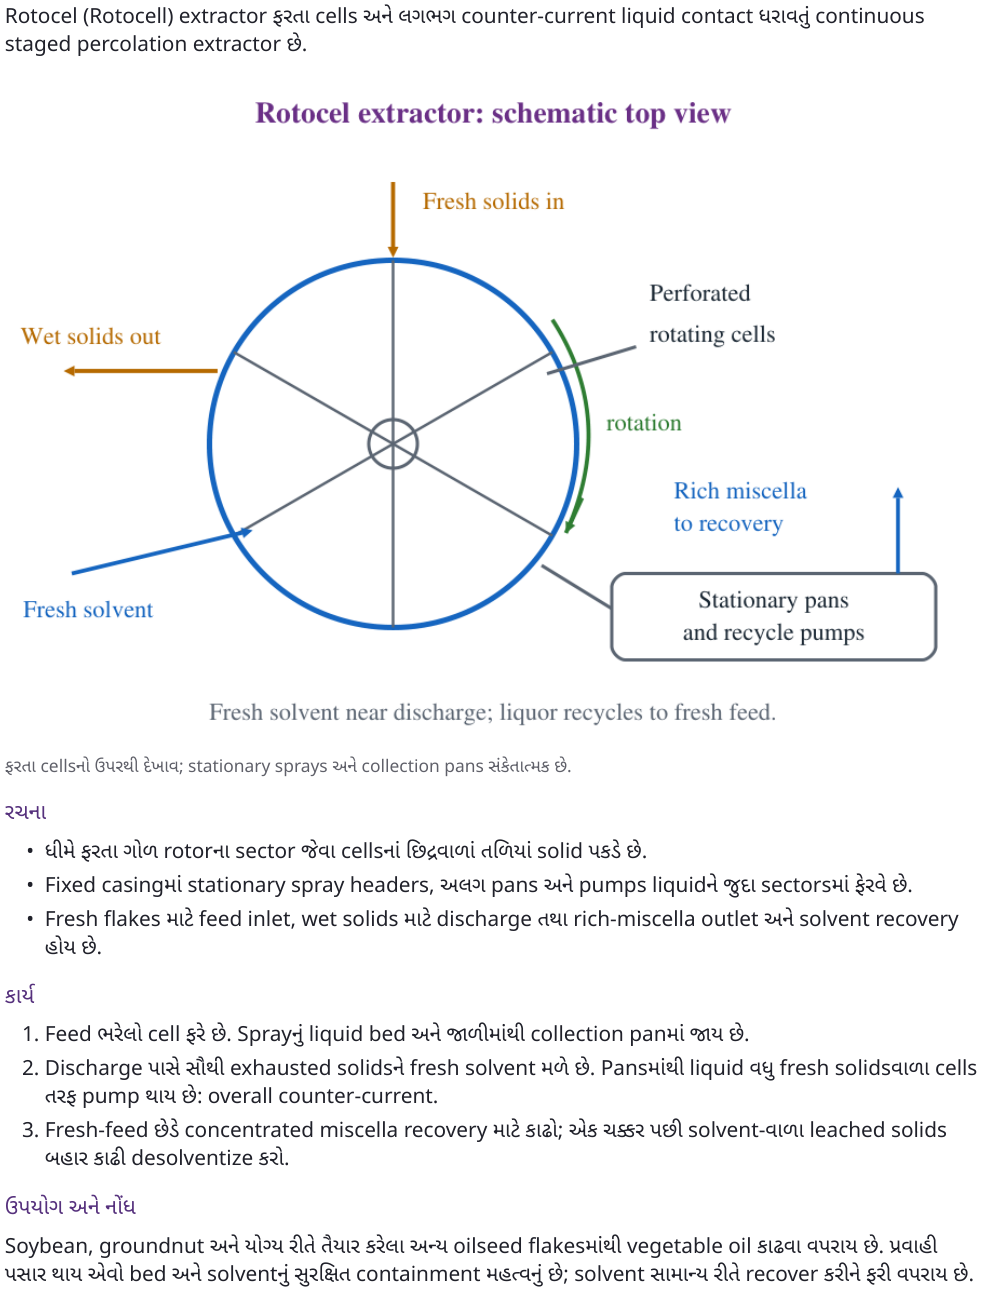 Rotocel (Rotocell) extractor ફરતા cells અને લગભગ counter-current liquid contact ધરાવતું continuous
staged percolation extractor છે.
Rotocel extractor: schematic top view
Fresh solids in
Perforated
rotating cells
Wet solids out
rotation
Rich miscella
to recovery
Fresh solvent
Stationary pans
and recycle pumps
Fresh solvent near discharge; liquor recycles to fresh feed.
ફરતા cellsનો ઉપરથી દેખાવ; stationary sprays અને collection pans સંકેતાત્મક છે.
રચના
• ધીમે ફરતા ગોળ rotorના sector જેવા cellsનાં છિદ્રવાળાં તળિયાં solid પકડે છે.
• Fixed casingમાં stationary spray headers, અલગ pans અને pumps liquidને જુદા sectorsમાં ફેરવે છે.
• Fresh flakes માટે feed inlet, wet solids માટે discharge તથા rich-miscella outlet અને solvent recovery
હોય છે.
કાર્ય
1. Feed ભરેલો cell ફરે છે. Sprayનું liquid bed અને જાળીમાંથી collection panમાં જાય છે.
2. Discharge પાસે સૌથી exhausted solidsને fresh solvent મળે છે. Pansમાંથી liquid વધુ fresh solidsવાળા cells
તરફ pump થાય છે: overall counter-current.
3. Fresh-feed છેડે concentrated miscella recovery માટે કાઢો; એક ચક્કર પછી solvent-વાળા leached solids
બહાર કાઢી desolventize કરો.
ઉપયોગ અને નોંધ
Soybean, groundnut અને યોગ્ય રીતે તૈયાર કરેલા અન્ય oilseed flakesમાંથી vegetable oil કાઢવા વપરાય છે. પ્રવાહી
પસાર થાય એવો bed અને solventનું સુરક્ષિત containment મહત્વનું છે; solvent સામાન્ય રીતે recover કરીને ફરી વપરાય છે.